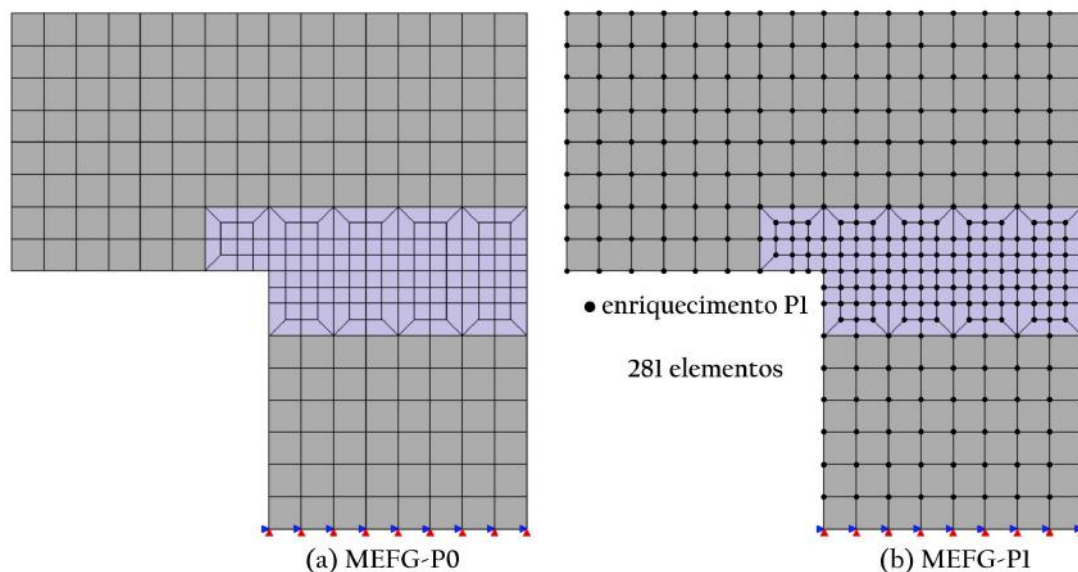 ● enriquecimento P1
281 elementos
(a) MEFG-P0
(b) MEFG-P1